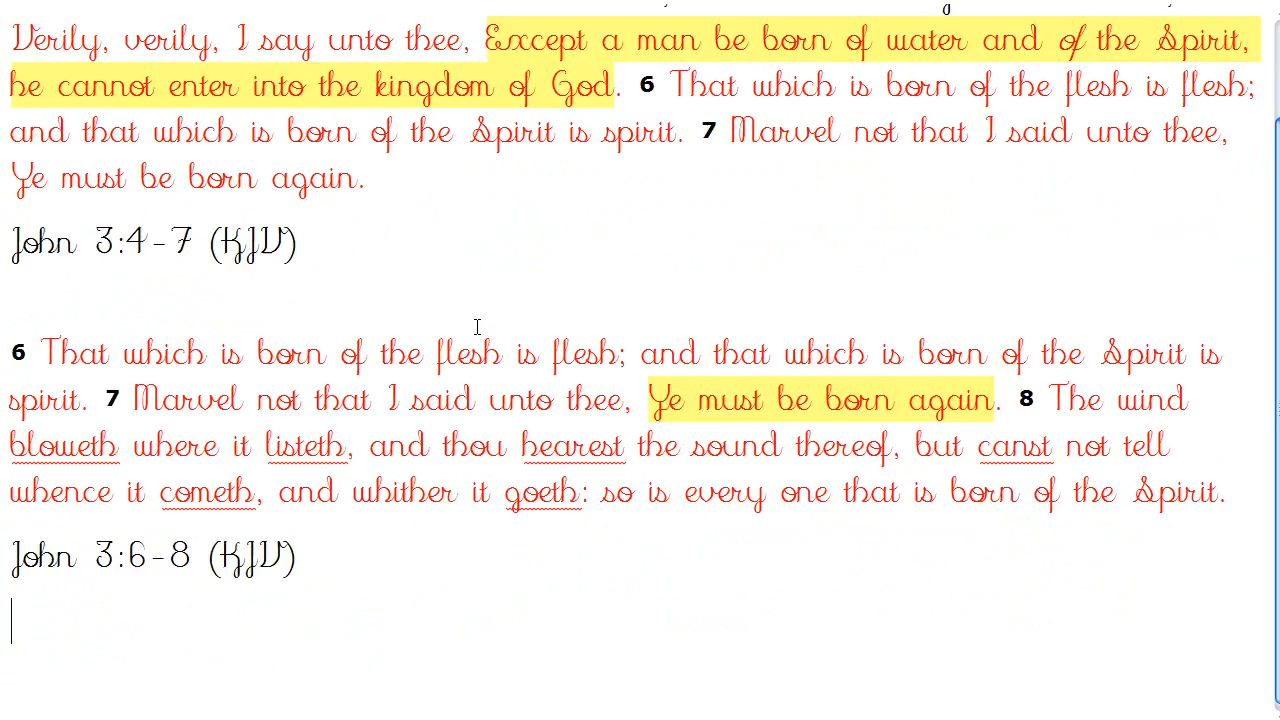 Verily, verily, I say unto thee, Except a man be born of water and of the Spirit,
he cannot enter into the kingdom of God. 6 That which is born of the flesh is flesh;
and that which is born of the Spirit is spirit. 7 Marvel not that I said unto thee,
Ye must be born again.
John 3:4-7 (KJV)
6 That which is born of the flesh is flesh; and that which is born of the Spirit is
spirit. 7 Marvel not that I said unto thee, Ye must be born again. 8 The wind
bloweth where it listeth, and thou hearest the sound thereof, but canst not tell
whence it cometh, and whither it goeth: so is every one that is born of the Spirit.
John 3:6-8 (KJV)